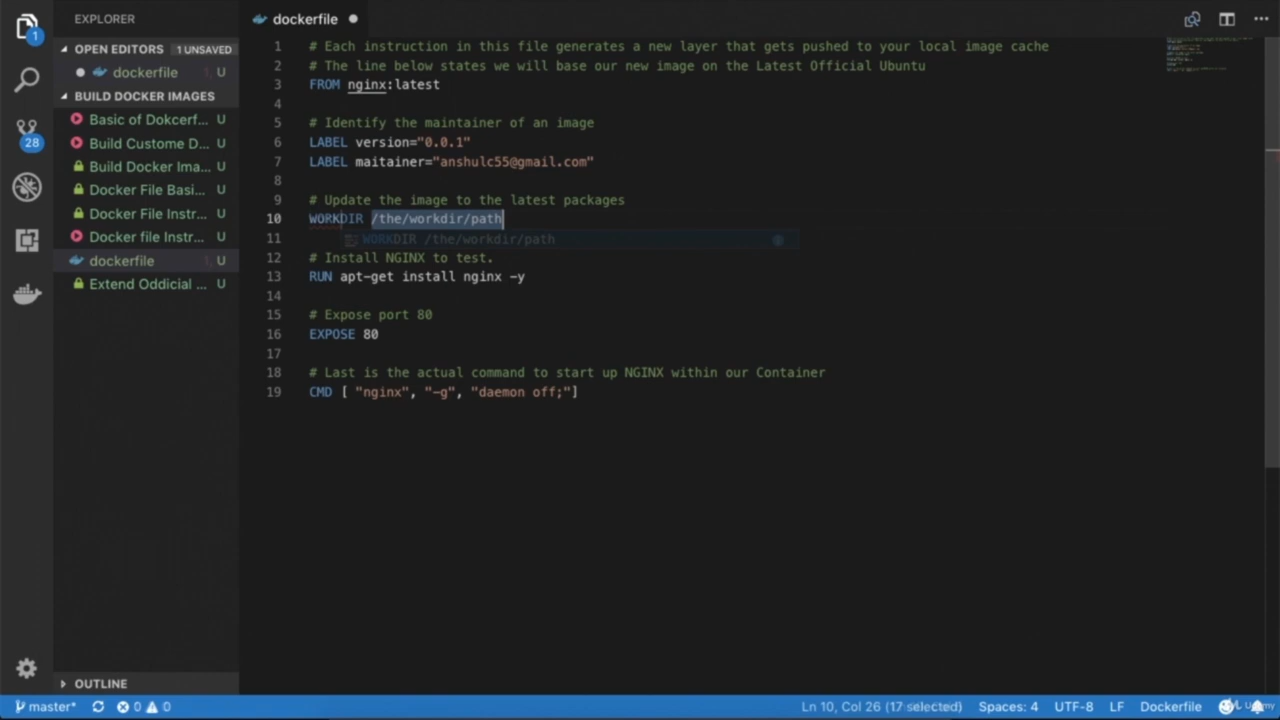 EXPLORER
dockerfile
OPEN EDITORS 1 UNSAVED
dockerfile 1, U
BUILD DOCKER IMAGES
Basic of Dokcerf... U
Build Custome D... U
Build Docker Ima... U
Docker File Basi... U
Docker File Instr... U
Docker file Instr... U
dockerfile 1, U
Extend Oddicial ... U
OUTLINE
1
28
1 # Each instruction in this file generates a new layer that gets pushed to your local image cache
2 # The line below states we will base our new image on the Latest Official Ubuntu
3 FROM nginx:latest
4
5 # Identify the maintainer of an image
6 LABEL version="0.0.1"
7 LABEL maitainer="anshulc55@gmail.com"
8
9 # Update the image to the latest packages
10 WORKDIR /the/workdir/path
11 WORKDIR /the/workdir/path
12 # Install NGINX to test.
13 RUN apt-get install nginx -y
14
15 # Expose port 80
16 EXPOSE 80
17
18 # Last is the actual command to start up NGINX within our Container
19 CMD [ "nginx", "-g", "daemon off;"]
master* 0 0 Ln 10, Col 26 (17 selected) Spaces: 4 UTF-8 LF Dockerfile
Udemy